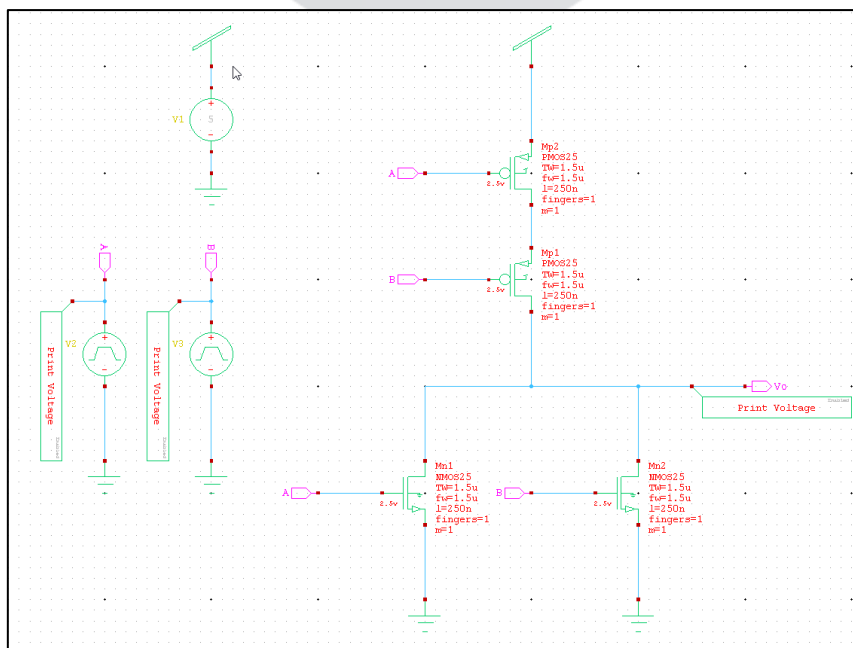 V1
5
A
Mp2
PMOS25
TW=1.5u
fw=1.5u
l=250n
fingers=1
m=1
2.5v
A
B
B
Mp1
PMOS25
TW=1.5u
fw=1.5u
l=250n
fingers=1
m=1
2.5v
V2
Print Voltage
V3
Print Voltage
Vo
Print Voltage
A
Mn1
NMOS25
TW=1.5u
fw=1.5u
l=250n
fingers=1
m=1
2.5v
B
Mn2
NMOS25
TW=1.5u
fw=1.5u
l=250n
fingers=1
m=1
2.5v